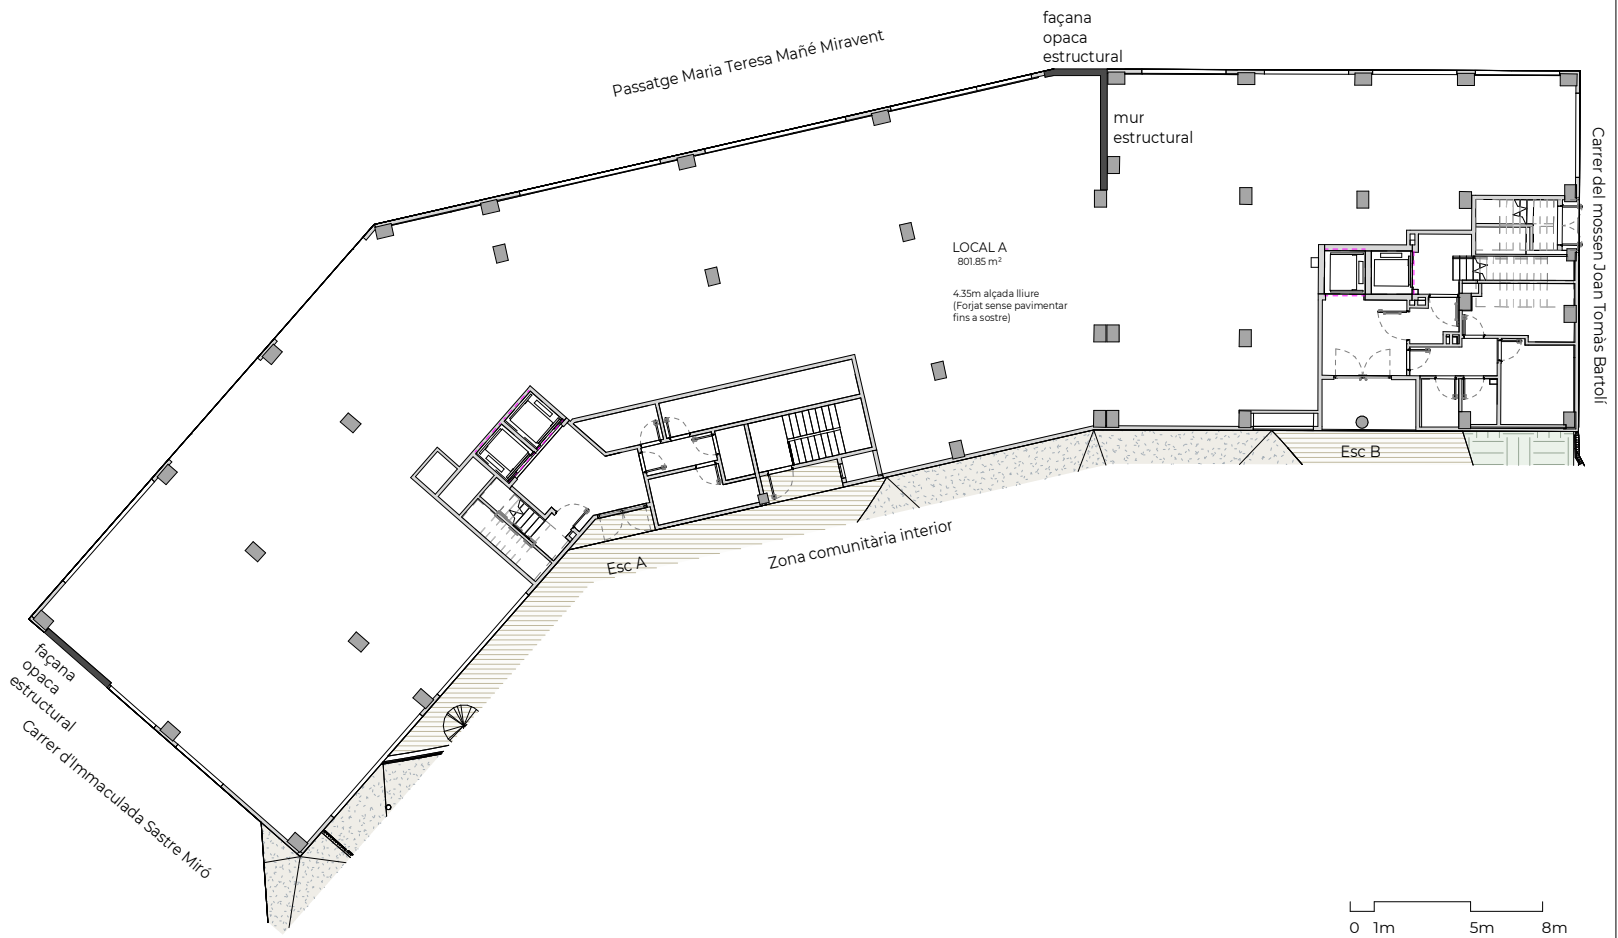 façana
opaca
estructural
Passatge Maria Teresa Mañé Miravent
mur
estructural
Carrer del mossen Joan Tomàs Bartolí
LOCAL A
801.85 m²
4.35m alçada lliure
(Forjat sense pavimentar
fins a sostre)
Esc B
Zona comunitària interior
Esc A
façana
opaca
estructural
Carrer d'Immaculada Sastre Miró
0 1m 5m 8m